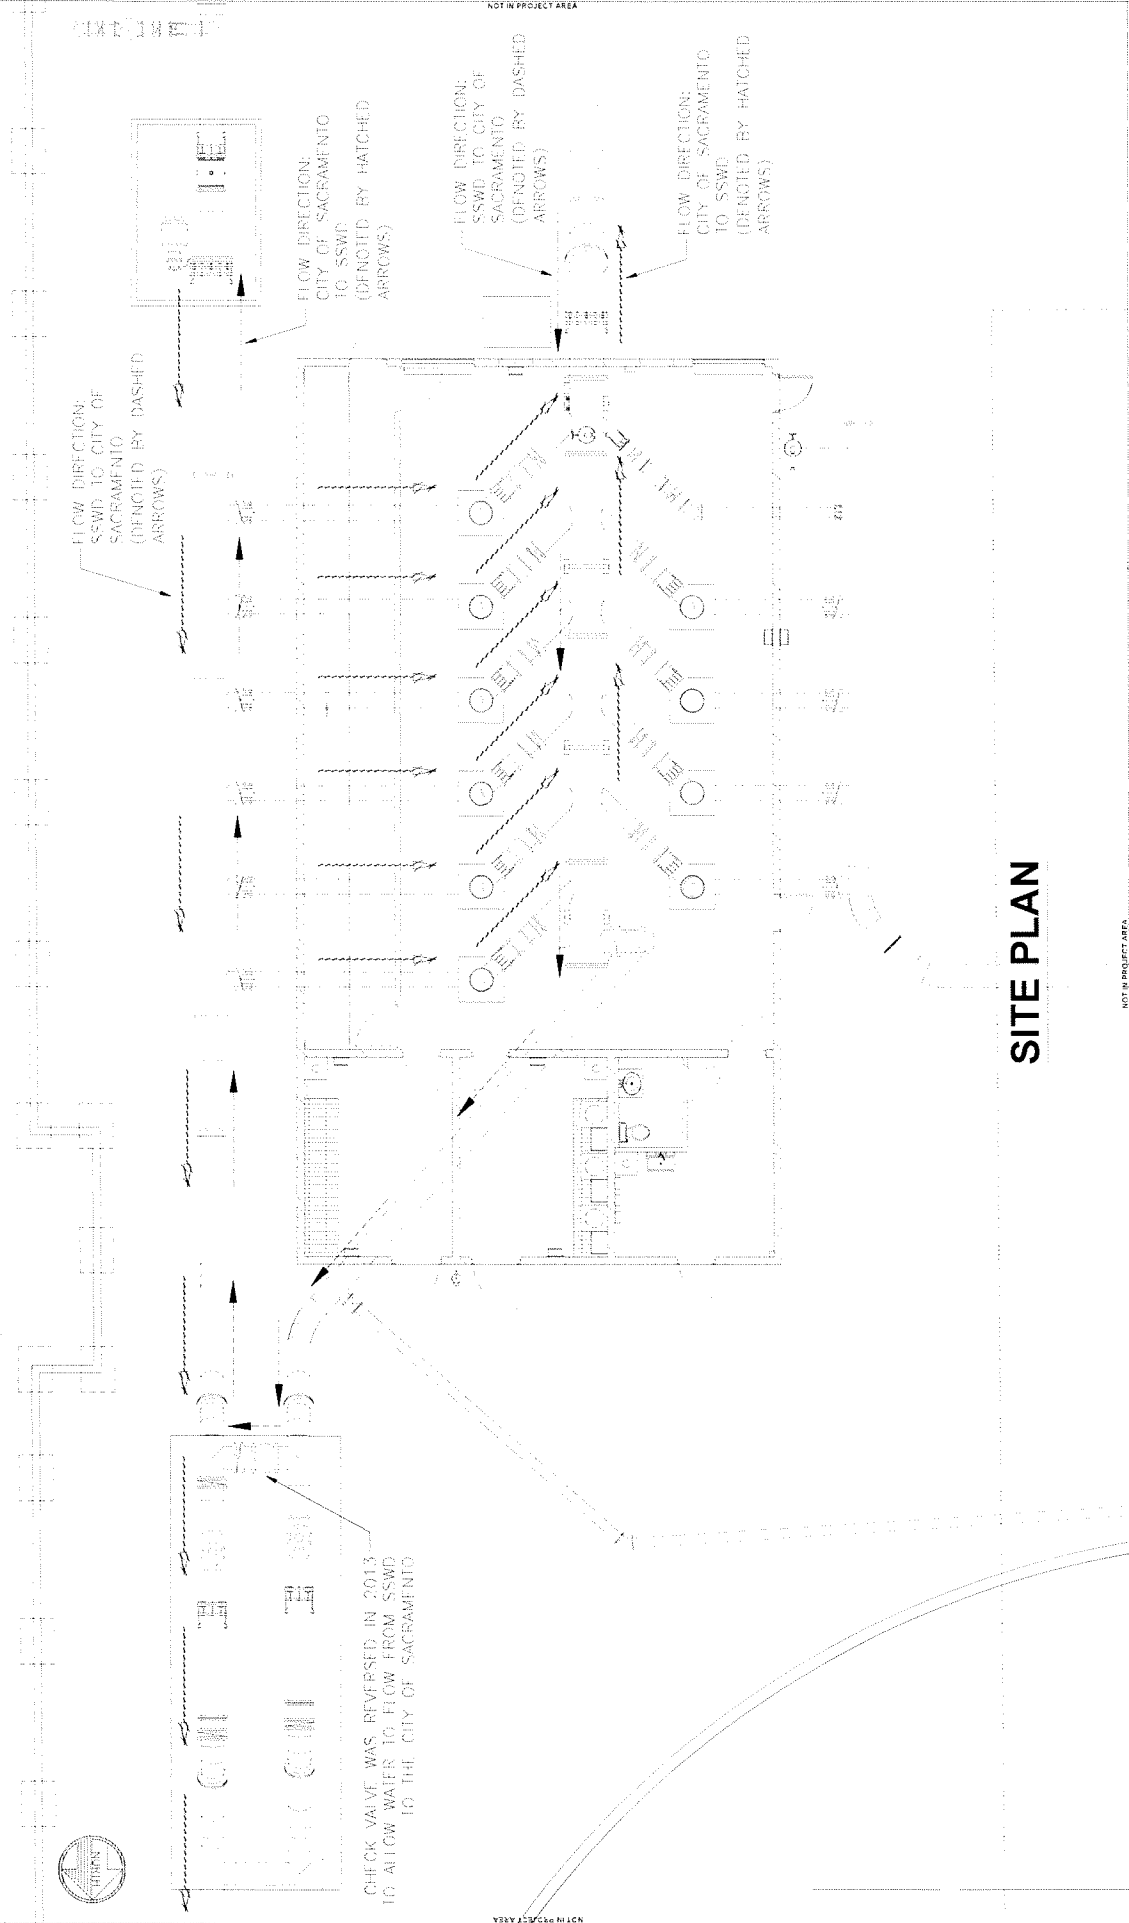 NOT IN PROJECT AREA
FLOW DIRECTION:
SSWD TO CITY OF
SACRAMENTO
(DENOTED BY DASHED
ARROWS)
FLOW DIRECTION:
CITY OF SACRAMENTO
TO SSWD
(DENOTED BY HATCHED
ARROWS)
FLOW DIRECTION:
SSWD TO CITY OF
SACRAMENTO
(DENOTED BY DASHED
ARROWS)
FLOW DIRECTION:
CITY OF SACRAMENTO
TO SSWD
(DENOTED BY HATCHED
ARROWS)
CHECK VALVE WAS REVERSED IN 2013
TO ALLOW WATER TO FLOW FROM SSWD
TO THE CITY OF SACRAMENTO
NORTH
SITE PLAN
NOT IN PROJECT AREA
NOT IN PROJECT AREA